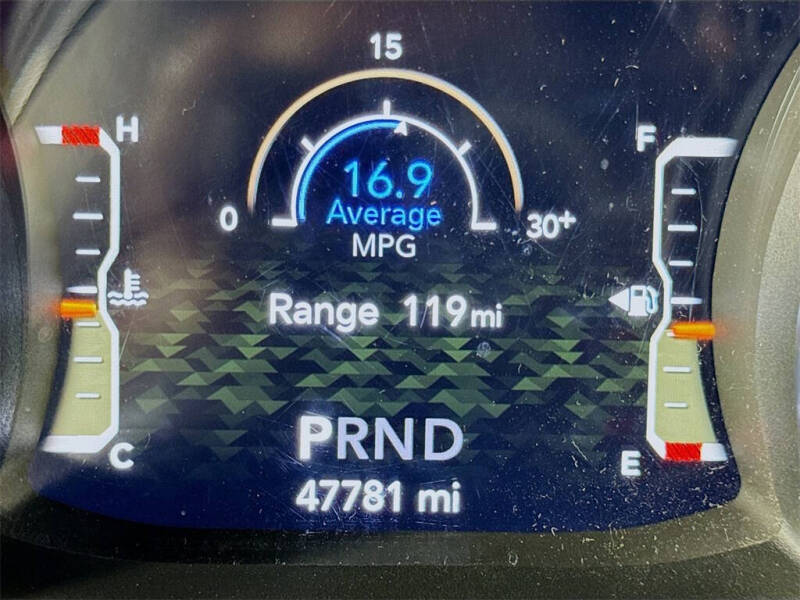 15
H
F
16.9
0
Average
30+
MPG
Range 119mi
PRND
C
E
47781 mi